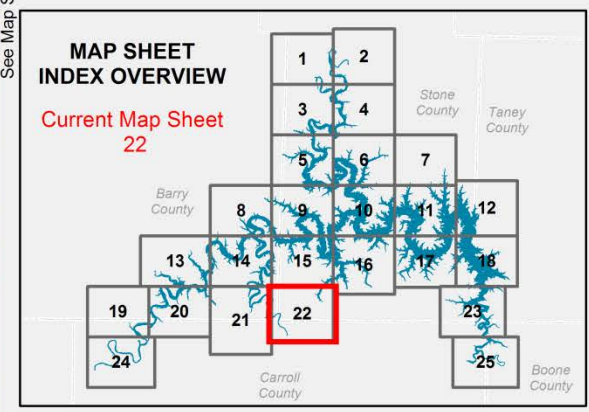 See Map S
MAP SHEET
INDEX OVERVIEW
Current Map Sheet
22
1
2
3
4
Stone
County
Taney
County
5
6
7
Barry
County
8
9
10
11
12
13
14
15
16
17
18
19
20
21
22
23
24
25
Carroll
County
Boone
County